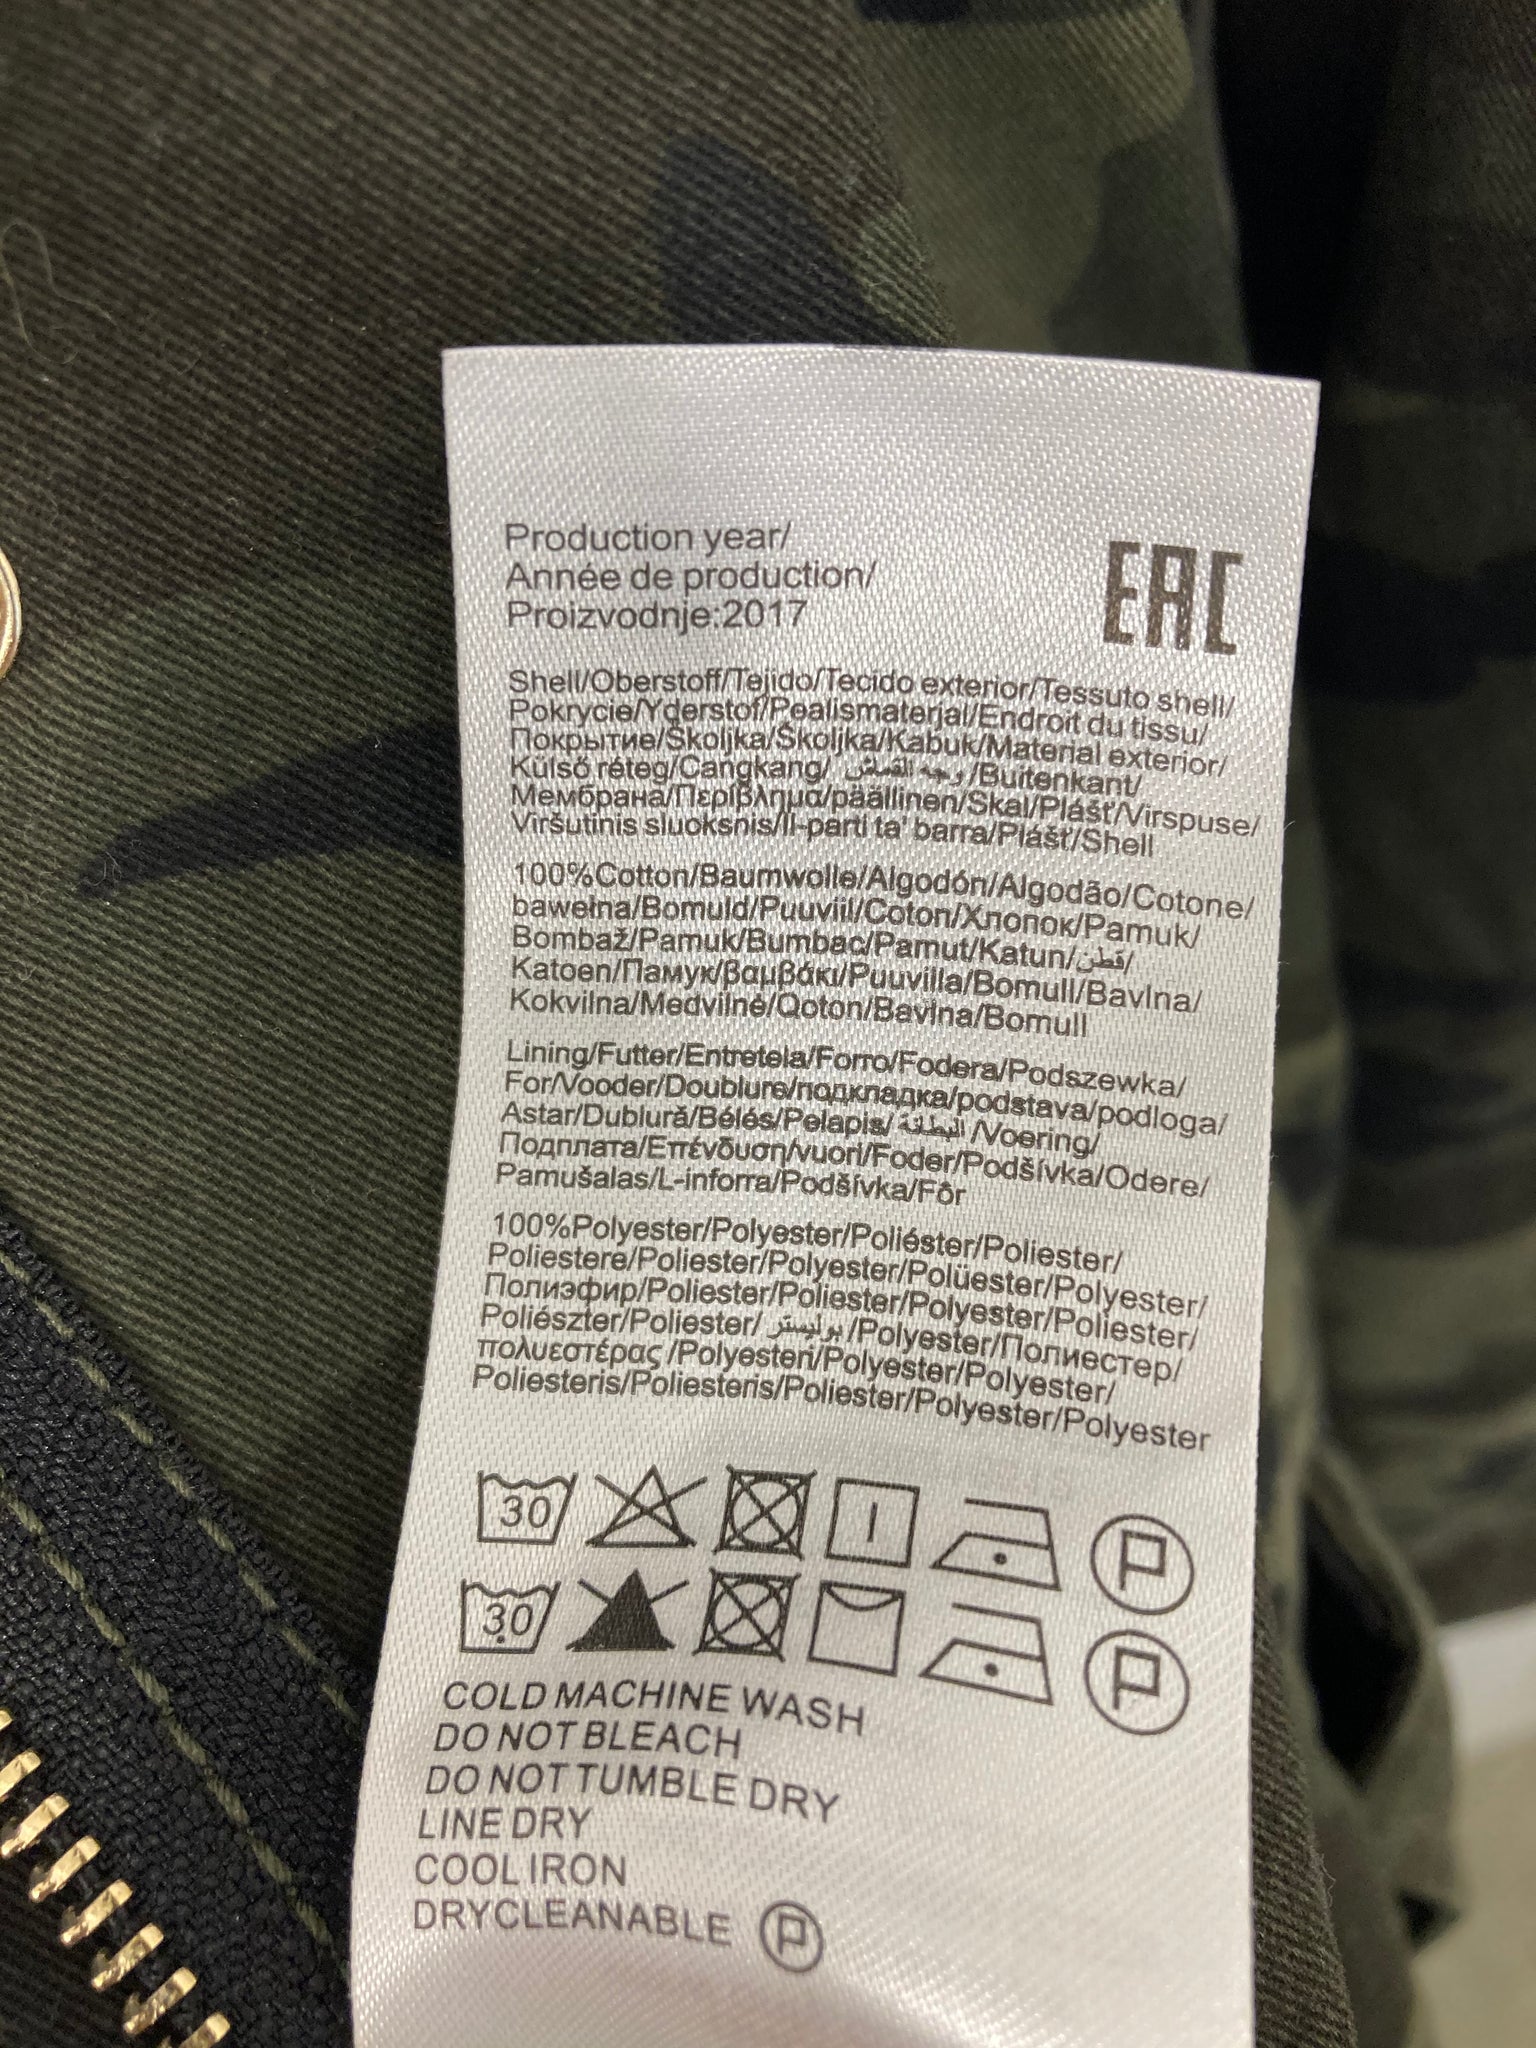 Production year/
Année de production/
Proizvodnje:2017
EAC
Shell/Oberstoff/Tejido/Tecido exterior/Tessuto shell/
Pokrycie/Yderstof/Pealismaterjal/Endroit du tissu/
Покрытие/Školjka/Školjka/Kabuk/Material exterior/
Külső réteg/Cangkang/ وجه القماش /Buitenkant/
Мембрана/Περίβλημα/päällinen/Skal/Plášť/Virspuse/
Viršutinis sluoksnis/Il-parti ta' barra/Plášť/Shell
100%Cotton/Baumwolle/Algodón/Algodão/Cotone/
bawełna/Bomuld/Puuviil/Coton/Хлопок/Pamuk/
Bombaž/Pamuk/Bumbac/Pamut/Katun/قطن/
Katoen/Памук/βαμβάκι/Puuvilla/Bomull/Bavlna/
Kokvilna/Medvilnė/Qoton/Bavlna/Bomull
Lining/Futter/Entretela/Forro/Fodera/Podszewka/
For/Vooder/Doublure/подкладка/podstava/podloga/
Astar/Dublură/Bélés/Pelapis/ البطانة /Voering/
Подплата/Επένδυση/vuori/Foder/Podšívka/Odere/
Pamušalas/L-inforra/Podšívka/Fôr
100%Polyester/Polyester/Poliéster/Poliester/
Poliestere/Poliester/Polyester/Polüester/Polyester/
Полиэфир/Poliester/Poliester/Polyester/Poliester/
Poliészter/Poliester/ بوليستر /Polyester/Полиестер/
πολυεστέρας /Polyesteri/Polyester/Polyester/
Poliesteris/Poliesteris/Poliester/Polyester/Polyester
30 P
30 P
COLD MACHINE WASH
DO NOT BLEACH
DO NOT TUMBLE DRY
LINE DRY
COOL IRON
DRYCLEANABLE P